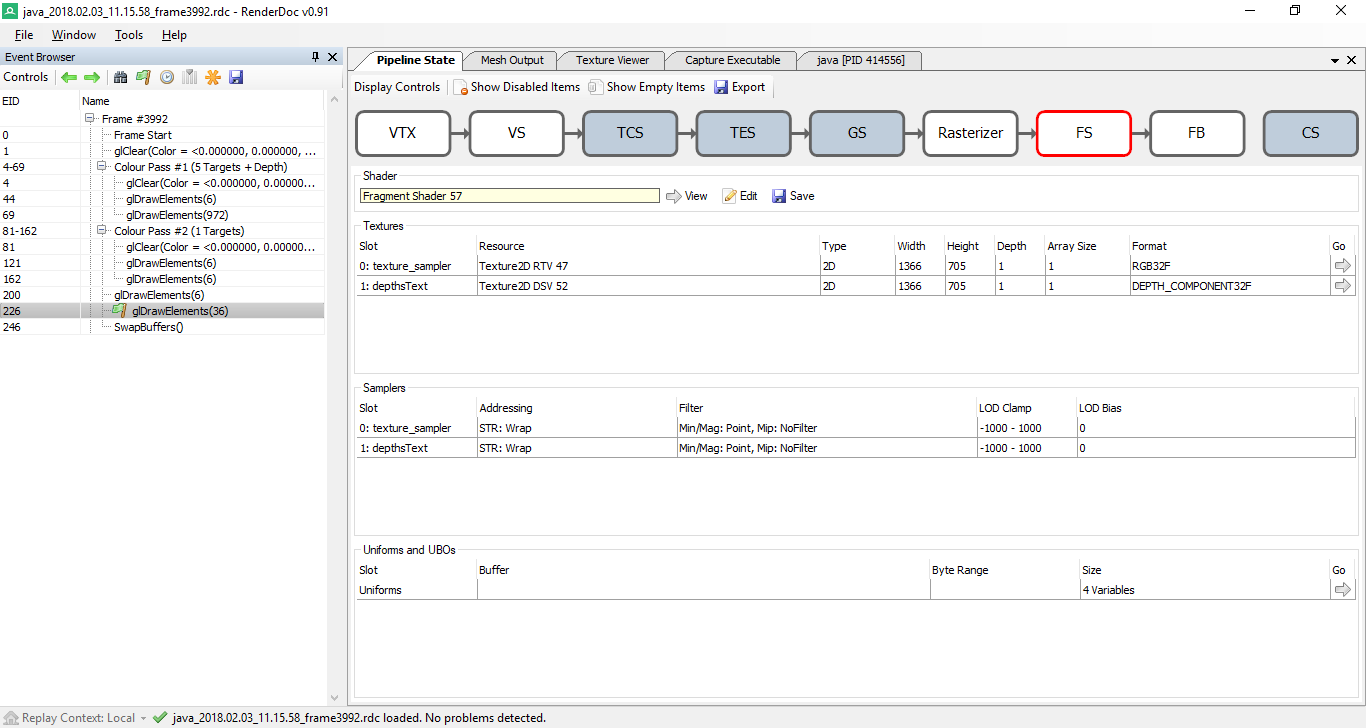 java_2018.02.03_11.15.58_frame3992.rdc - RenderDoc v0.91
File Window Tools Help
Event Browser
Controls
EID Name
Frame #3992
0 Frame Start
1 glClear(Color = <0.000000, 0.000000, ...
4-69 Colour Pass #1 (5 Targets + Depth)
4 glClear(Color = <0.000000, 0.00000...
44 glDrawElements(6)
69 glDrawElements(972)
81-162 Colour Pass #2 (1 Targets)
81 glClear(Color = <0.000000, 0.00000...
121 glDrawElements(6)
162 glDrawElements(6)
200 glDrawElements(6)
226 glDrawElements(36)
246 SwapBuffers()
Pipeline State Mesh Output Texture Viewer Capture Executable java [PID 414556]
Display Controls Show Disabled Items Show Empty Items Export
VTX VS TCS TES GS Rasterizer FS FB CS
Shader
Fragment Shader 57 View Edit Save
Textures
Slot Resource Type Width Height Depth Array Size Format Go
0: texture_sampler Texture2D RTV 47 2D 1366 705 1 1 RGB32F
1: depthsText Texture2D DSV 52 2D 1366 705 1 1 DEPTH_COMPONENT32F
Samplers
Slot Addressing Filter LOD Clamp LOD Bias
0: texture_sampler STR: Wrap Min/Mag: Point, Mip: NoFilter -1000 - 1000 0
1: depthsText STR: Wrap Min/Mag: Point, Mip: NoFilter -1000 - 1000 0
Uniforms and UBOs
Slot Buffer Byte Range Size Go
Uniforms 4 Variables
Replay Context: Local java_2018.02.03_11.15.58_frame3992.rdc loaded. No problems detected.